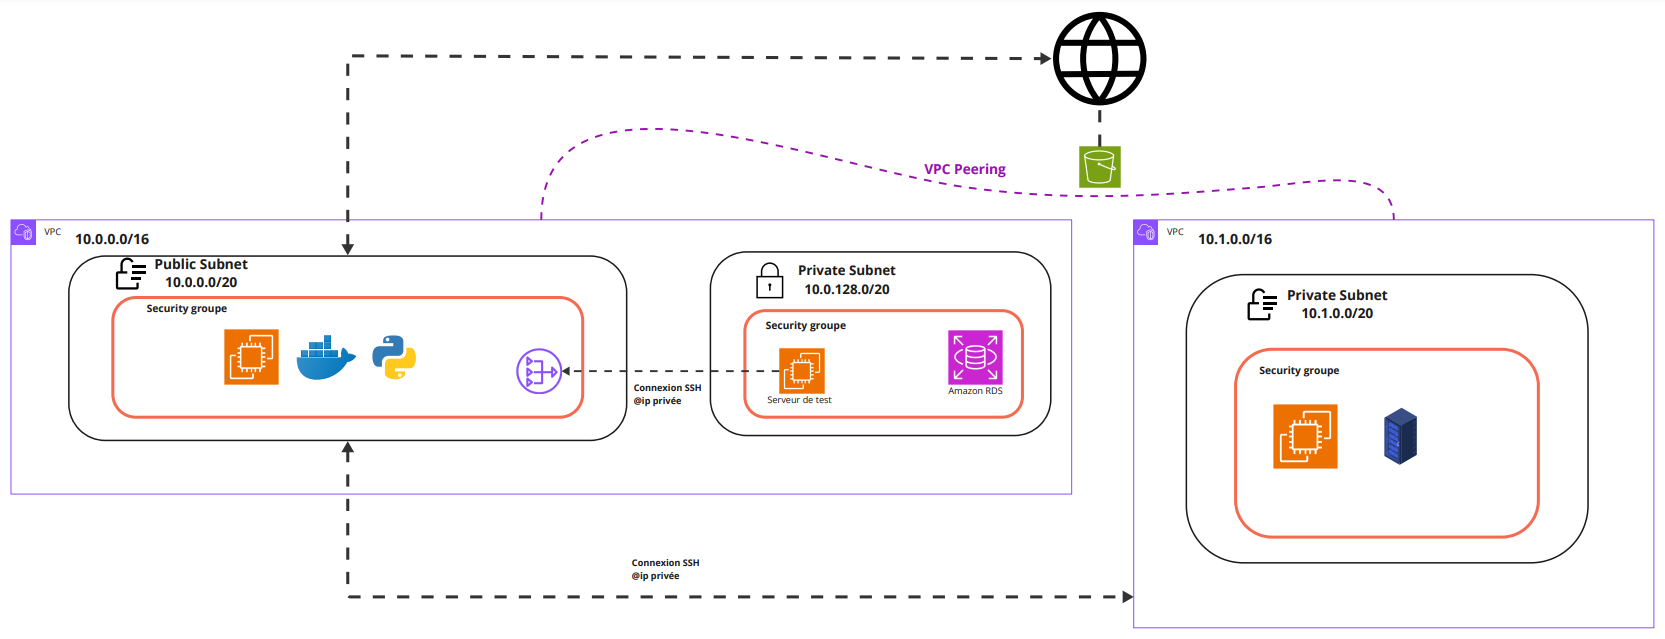 VPC Peering
VPC
10.0.0.0/16
Public Subnet
10.0.0.0/20
Security groupe
Private Subnet
10.0.128.0/20
Security groupe
Serveur de test
Amazon RDS
Connexion SSH
@ip privée
VPC
10.1.0.0/16
Private Subnet
10.1.0.0/20
Security groupe
Connexion SSH
@ip privée